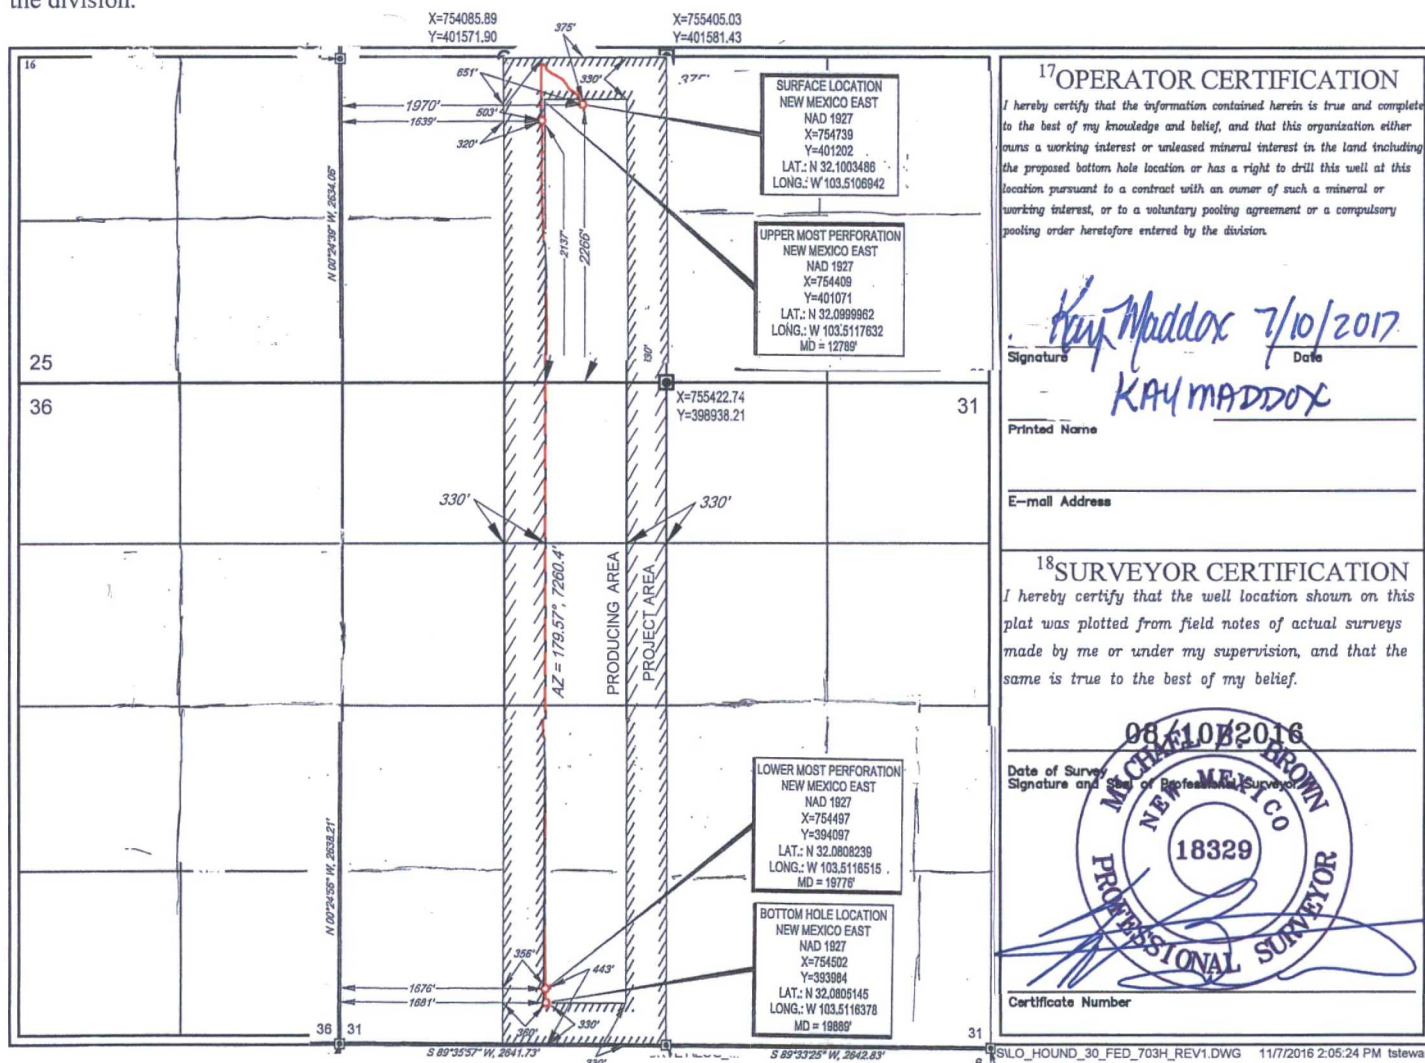 the division.
X=754085.89
Y=401571.90
375'
X=755405.03
Y=401581.43
16
651'
330'
1970'
503'
1639'
320'
N 00°24'39" W, 2634.06'
2137'
2266'
SURFACE LOCATION
NEW MEXICO EAST
NAD 1927
X=754739
Y=401202
LAT.: N 32.1003486
LONG.: W 103.5106942
UPPER MOST PERFORATION
NEW MEXICO EAST
NAD 1927
X=754409
Y=401071
LAT.: N 32.0999962
LONG.: W 103.5117632
MD = 12789'
25
36
X=755422.74
Y=398938.21
31
330'
330'
AZ = 179.57°, 7260.4'
PRODUCING AREA
PROJECT AREA
N 00°24'56" W, 2638.21'
LOWER MOST PERFORATION
NEW MEXICO EAST
NAD 1927
X=754497
Y=394097
LAT.: N 32.0808239
LONG.: W 103.5116515
MD = 19776'
BOTTOM HOLE LOCATION
NEW MEXICO EAST
NAD 1927
X=754502
Y=393984
LAT.: N 32.0805145
LONG.: W 103.5116378
MD = 19889'
356'
443'
1676'
1681'
360'
330'
36 31
31
S 89°35'57" W, 2641.73'
330'
S 89°33'25" W, 2642.83'
17 OPERATOR CERTIFICATION
I hereby certify that the information contained herein is true and complete
to the best of my knowledge and belief, and that this organization either
owns a working interest or unleased mineral interest in the land including
the proposed bottom hole location or has a right to drill this well at this
location pursuant to a contract with an owner of such a mineral or
working interest, or to a voluntary pooling agreement or a compulsory
pooling order heretofore entered by the division.
Kay Maddox 7/10/2017
Signature Date
KAY MADDOX
Printed Name
E-mail Address
18 SURVEYOR CERTIFICATION
I hereby certify that the well location shown on this
plat was plotted from field notes of actual surveys
made by me or under my supervision, and that the
same is true to the best of my belief.
08/10/2016
Date of Survey
Signature and Seal of Professional Surveyor
MICHAEL B. BROWN
NEW MEXICO
18329
PROFESSIONAL SURVEYOR
Certificate Number
S:\LO_HOUND_30_FED_703H_REV1.DWG 11/7/2016 2:05:24 PM